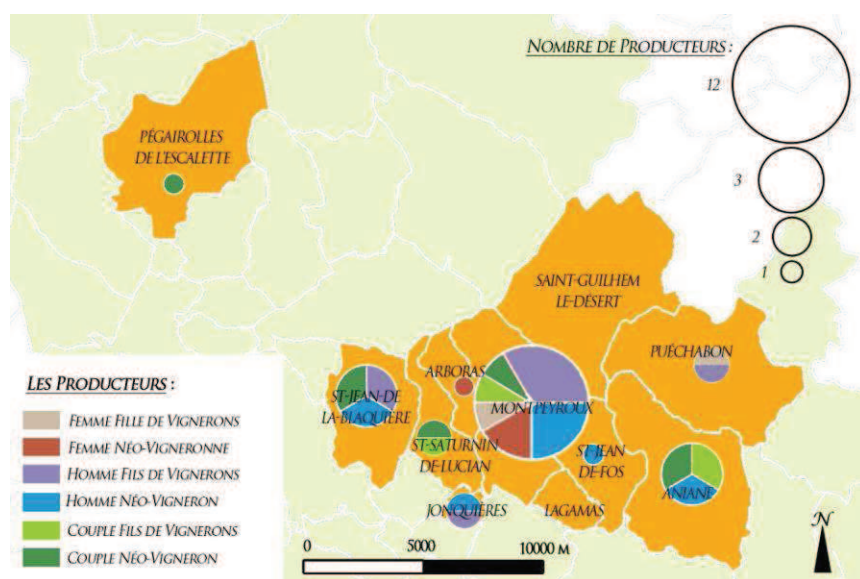 NOMBRE DE PRODUCTEURS :
12
3
2
1
PÉGAIROLLES
DE L'ESCALETTE
SAINT-GUILHEM
LE-DÉSERT
PUÉCHABON
ARBORAS
MONTPEYROUX
ST-JEAN-DE
LA-BLAQUIÈRE
ST-SATURNIN
DE-LUCIAN
ST-JEAN
DE-FOS
ANIANE
JONQUIÈRES
LAGAMAS
LES PRODUCTEURS :
FEMME FILLE DE VIGNERONS
FEMME NÉO-VIGNERONNE
HOMME FILS DE VIGNERONS
HOMME NÉO-VIGNERON
COUPLE FILS DE VIGNERONS
COUPLE NÉO-VIGNERON
0 5000 10000 M
N